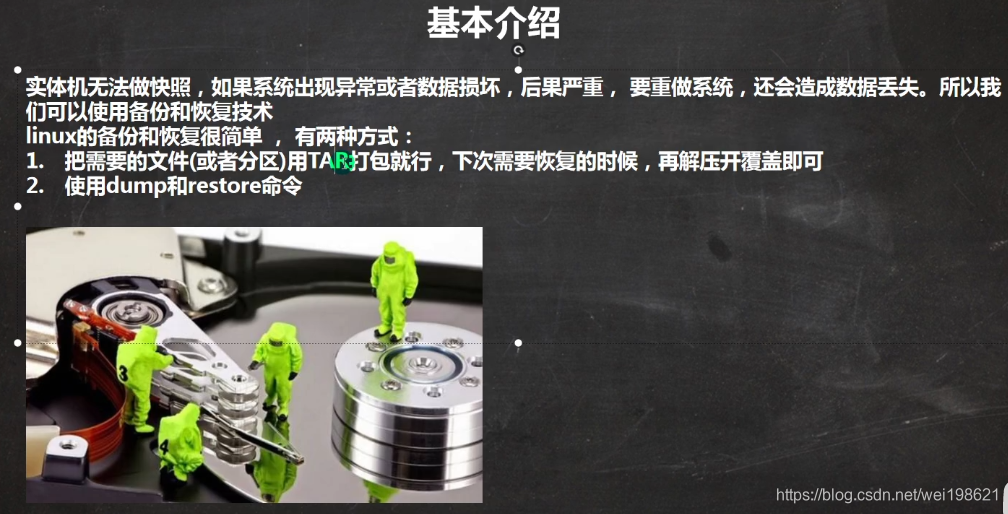 基本介绍
实体机无法做快照，如果系统出现异常或者数据损坏，后果严重， 要重做系统，还会造成数据丢失。所以我
们可以使用备份和恢复技术
linux的备份和恢复很简单 ， 有两种方式：
1. 把需要的文件(或者分区)用TAR打包就行，下次需要恢复的时候，再解压开覆盖即可
2. 使用dump和restore命令
3
4
https://blog.csdn.net/wei198621